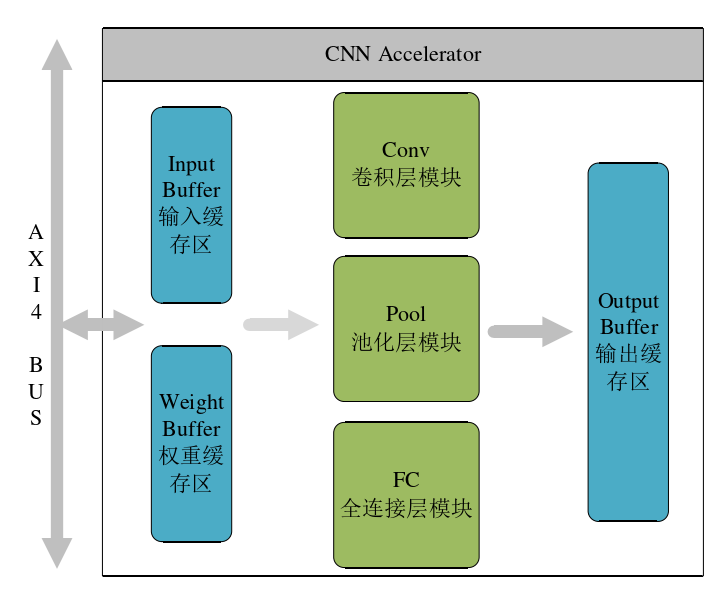 CNN Accelerator
AXI4 BUS
Input
Buffer
输入缓
存区
Weight
Buffer
权重缓
存区
Conv
卷积层模块
Pool
池化层模块
FC
全连接层模块
Output
Buffer
输出缓
存区